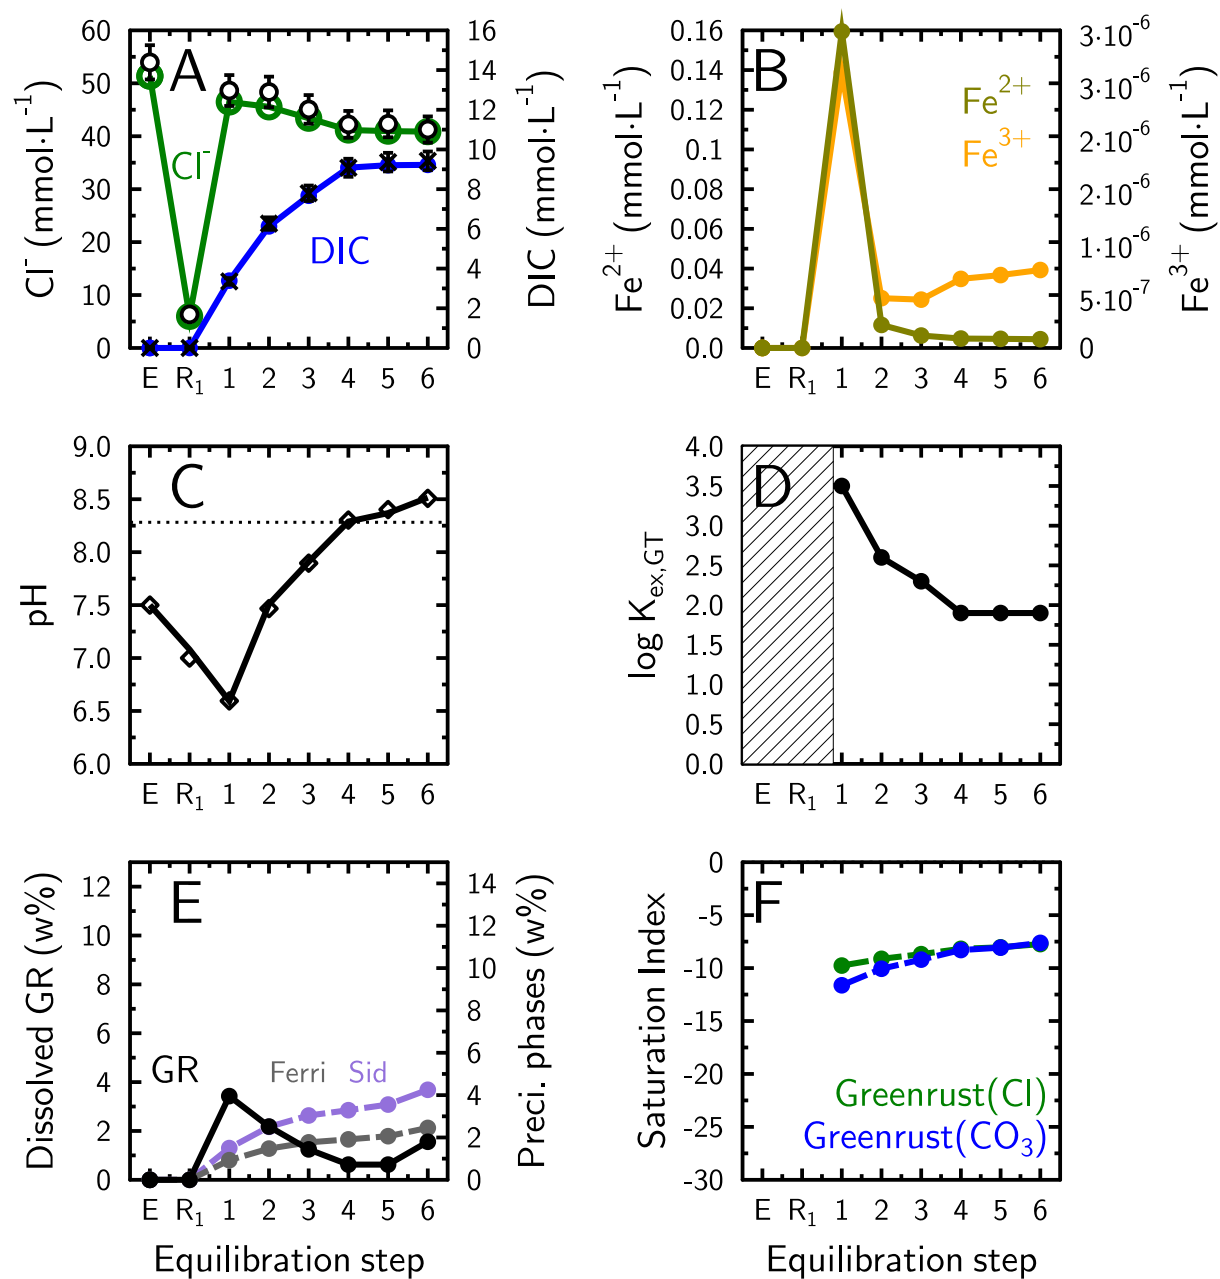 A
Cl⁻ (mmol·L⁻¹)
60
50
40
30
20
10
0
16
14
12
10
8
6
4
2
0
DIC (mmol·L⁻¹)
Cl⁻
DIC
E R₁ 1 2 3 4 5 6
B
Fe²⁺ (mmol·L⁻¹)
0.16
0.14
0.12
0.1
0.08
0.06
0.04
0.02
0.0
3·10⁻⁶
3·10⁻⁶
2·10⁻⁶
2·10⁻⁶
1·10⁻⁶
5·10⁻⁷
0
Fe³⁺ (mmol·L⁻¹)
Fe²⁺
Fe³⁺
E R₁ 1 2 3 4 5 6
C
pH
9.0
8.5
8.0
7.5
7.0
6.5
6.0
E R₁ 1 2 3 4 5 6
D
log K_ex,GT
4.0
3.5
3.0
2.5
2.0
1.5
1.0
0.5
0.0
E R₁ 1 2 3 4 5 6
E
Dissolved GR (w%)
12
10
8
6
4
2
0
14
12
10
8
6
4
2
0
Preci. phases (w%)
GR
Ferri Sid
E R₁ 1 2 3 4 5 6
Equilibration step
F
Saturation Index
0
-5
-10
-15
-20
-25
-30
Greenrust(Cl)
Greenrust(CO₃)
E R₁ 1 2 3 4 5 6
Equilibration step